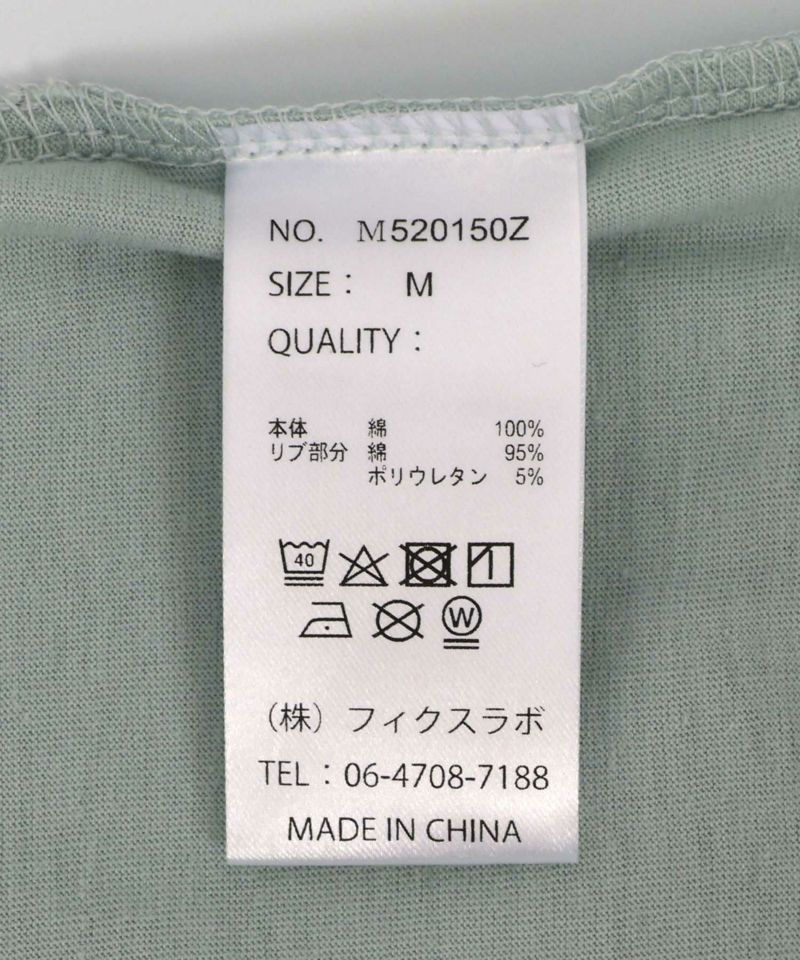 NO. M520150Z
SIZE： M
QUALITY：
本体 綿 100%
リブ部分 綿 95%
ポリウレタン 5%
40
W
（株）フィクスラボ
TEL：06-4708-7188
MADE IN CHINA